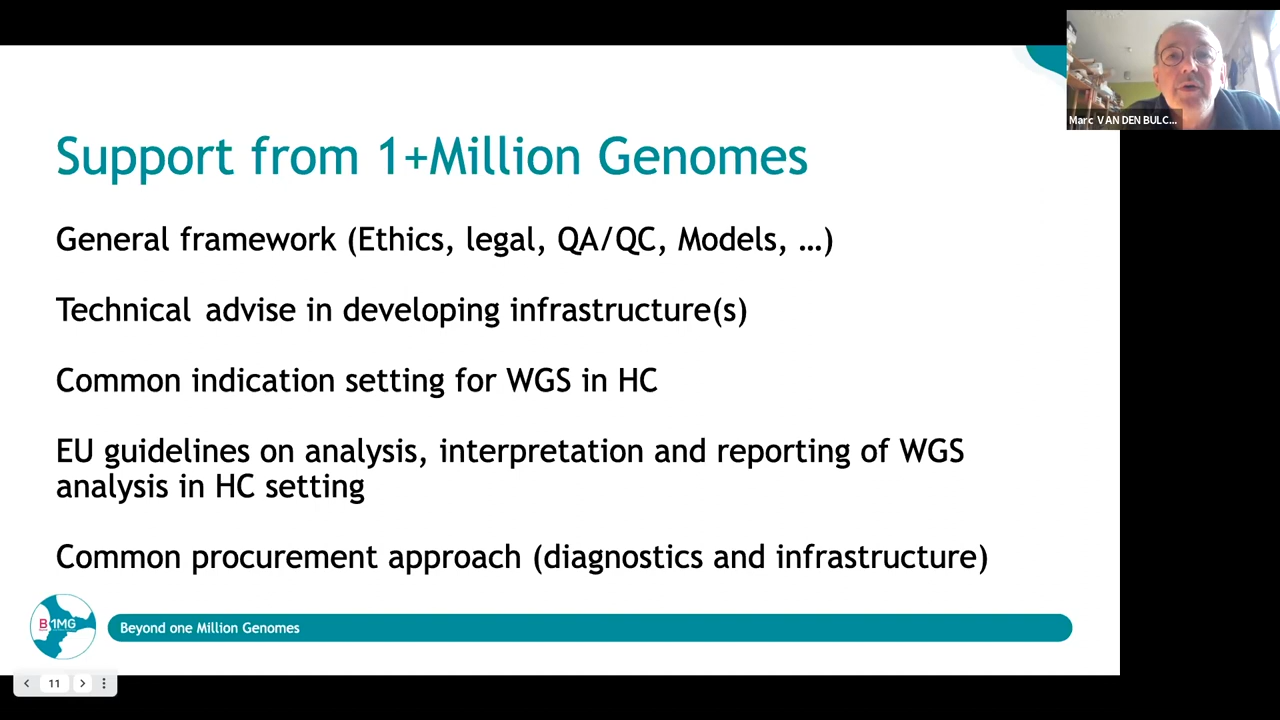 Marc VAN DEN BULC...
Support from 1+Million Genomes
General framework (Ethics, legal, QA/QC, Models, …)
Technical advise in developing infrastructure(s)
Common indication setting for WGS in HC
EU guidelines on analysis, interpretation and reporting of WGS
analysis in HC setting
Common procurement approach (diagnostics and infrastructure)
B1MG
Beyond one Million Genomes
11